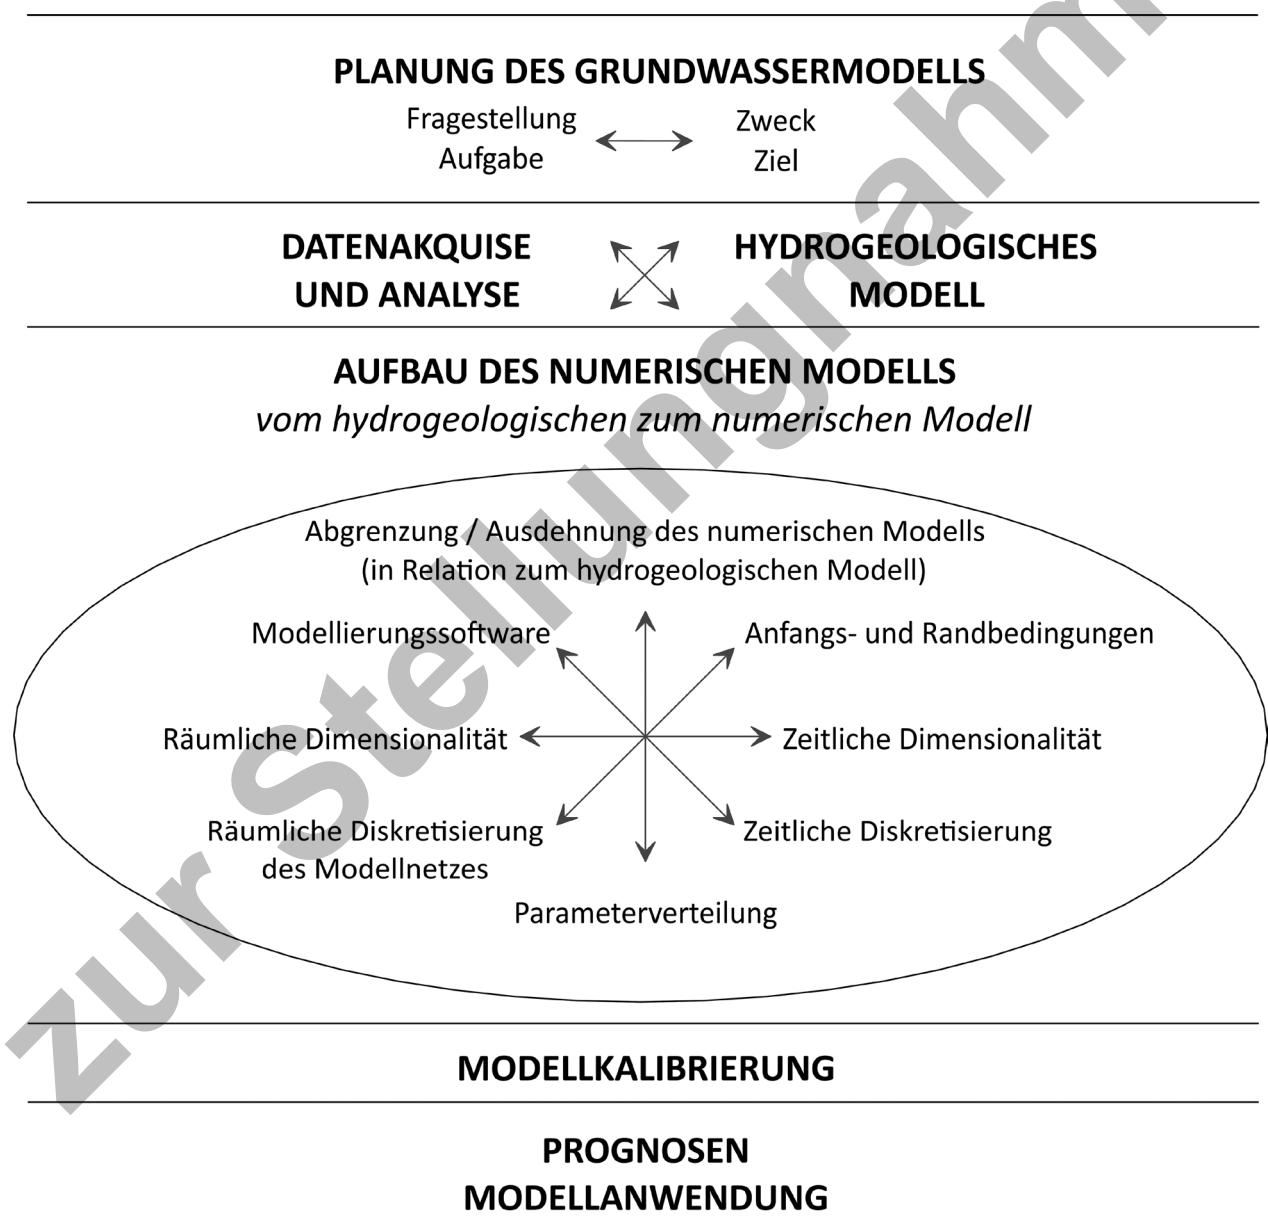 PLANUNG DES GRUNDWASSERMODELLS
Fragestellung
Aufgabe
Zweck
Ziel
DATENAKQUISE
UND ANALYSE
HYDROGEOLOGISCHES
MODELL
AUFBAU DES NUMERISCHEN MODELLS
vom hydrogeologischen zum numerischen Modell
Abgrenzung / Ausdehnung des numerischen Modells
(in Relation zum hydrogeologischen Modell)
Modellierungssoftware
Anfangs- und Randbedingungen
Räumliche Dimensionalität
Zeitliche Dimensionalität
Räumliche Diskretisierung
des Modellnetzes
Zeitliche Diskretisierung
Parameterverteilung
MODELLKALIBRIERUNG
PROGNOSEN
MODELLANWENDUNG
zur Stellungnahm